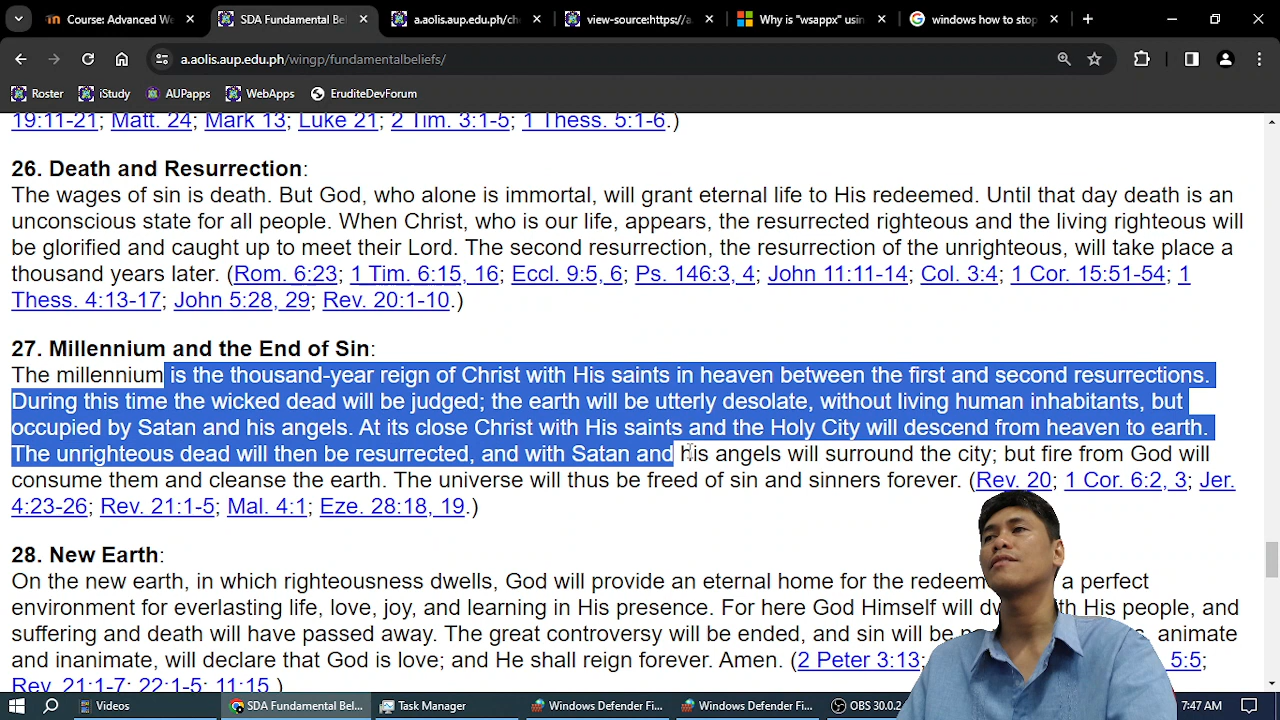 Course: Advanced We
SDA Fundamental Bel
a.aolis.aup.edu.ph/che
view-source:https://a.
Why is "wsappx" usin
windows how to stop
a.aolis.aup.edu.ph/wingp/fundamentalbeliefs/
Roster iStudy AUPapps WebApps EruditeDevForum
19:11-21; Matt. 24; Mark 13; Luke 21; 2 Tim. 3:1-5; 1 Thess. 5:1-6.)
26. Death and Resurrection:
The wages of sin is death. But God, who alone is immortal, will grant eternal life to His redeemed. Until that day death is an
unconscious state for all people. When Christ, who is our life, appears, the resurrected righteous and the living righteous will
be glorified and caught up to meet their Lord. The second resurrection, the resurrection of the unrighteous, will take place a
thousand years later. (Rom. 6:23; 1 Tim. 6:15, 16; Eccl. 9:5, 6; Ps. 146:3, 4; John 11:11-14; Col. 3:4; 1 Cor. 15:51-54; 1
Thess. 4:13-17; John 5:28, 29; Rev. 20:1-10.)
27. Millennium and the End of Sin:
The millennium is the thousand-year reign of Christ with His saints in heaven between the first and second resurrections.
During this time the wicked dead will be judged; the earth will be utterly desolate, without living human inhabitants, but
occupied by Satan and his angels. At its close Christ with His saints and the Holy City will descend from heaven to earth.
The unrighteous dead will then be resurrected, and with Satan and his angels will surround the city; but fire from God will
consume them and cleanse the earth. The universe will thus be freed of sin and sinners forever. (Rev. 20; 1 Cor. 6:2, 3; Jer.
4:23-26; Rev. 21:1-5; Mal. 4:1; Eze. 28:18, 19.)
28. New Earth:
On the new earth, in which righteousness dwells, God will provide an eternal home for the redeem a perfect
environment for everlasting life, love, joy, and learning in His presence. For here God Himself will dw th His people, and
suffering and death will have passed away. The great controversy will be ended, and sin will be animate
and inanimate, will declare that God is love; and He shall reign forever. Amen. (2 Peter 3:13; 5:5;
Rev. 21:1-7; 22:1-5; 11:15.)
Videos
SDA Fundamental Bel...
Task Manager
Windows Defender Fi...
Windows Defender Fi...
OBS 30.0.2
7:47 AM